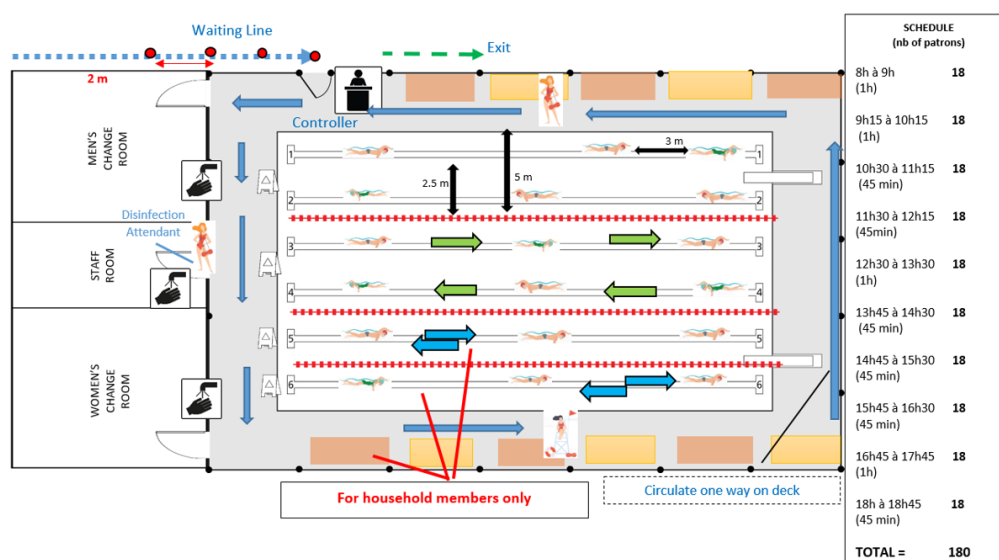 Waiting Line
Exit
2 m
Controller
MEN'S
CHANGE
ROOM
Disinfection
Attendant
STAFF
ROOM
WOMEN'S
CHANGE
ROOM
1
1
3 m
2.5 m
5 m
2
2
3
3
4
4
5
5
6
6
For household members only
Circulate one way on deck
SCHEDULE
(nb of patrons)
8h à 9h 18
(1h)
9h15 à 10h15 18
(1h)
10h30 à 11h15 18
(45 min)
11h30 à 12h15 18
(45min)
12h30 à 13h30 18
(1h)
13h45 à 14h30 18
(45 min)
14h45 à 15h30 18
(45 min)
15h45 à 16h30 18
(45 min)
16h45 à 17h45 18
(1h)
18h à 18h45 18
(45 min)
TOTAL = 180